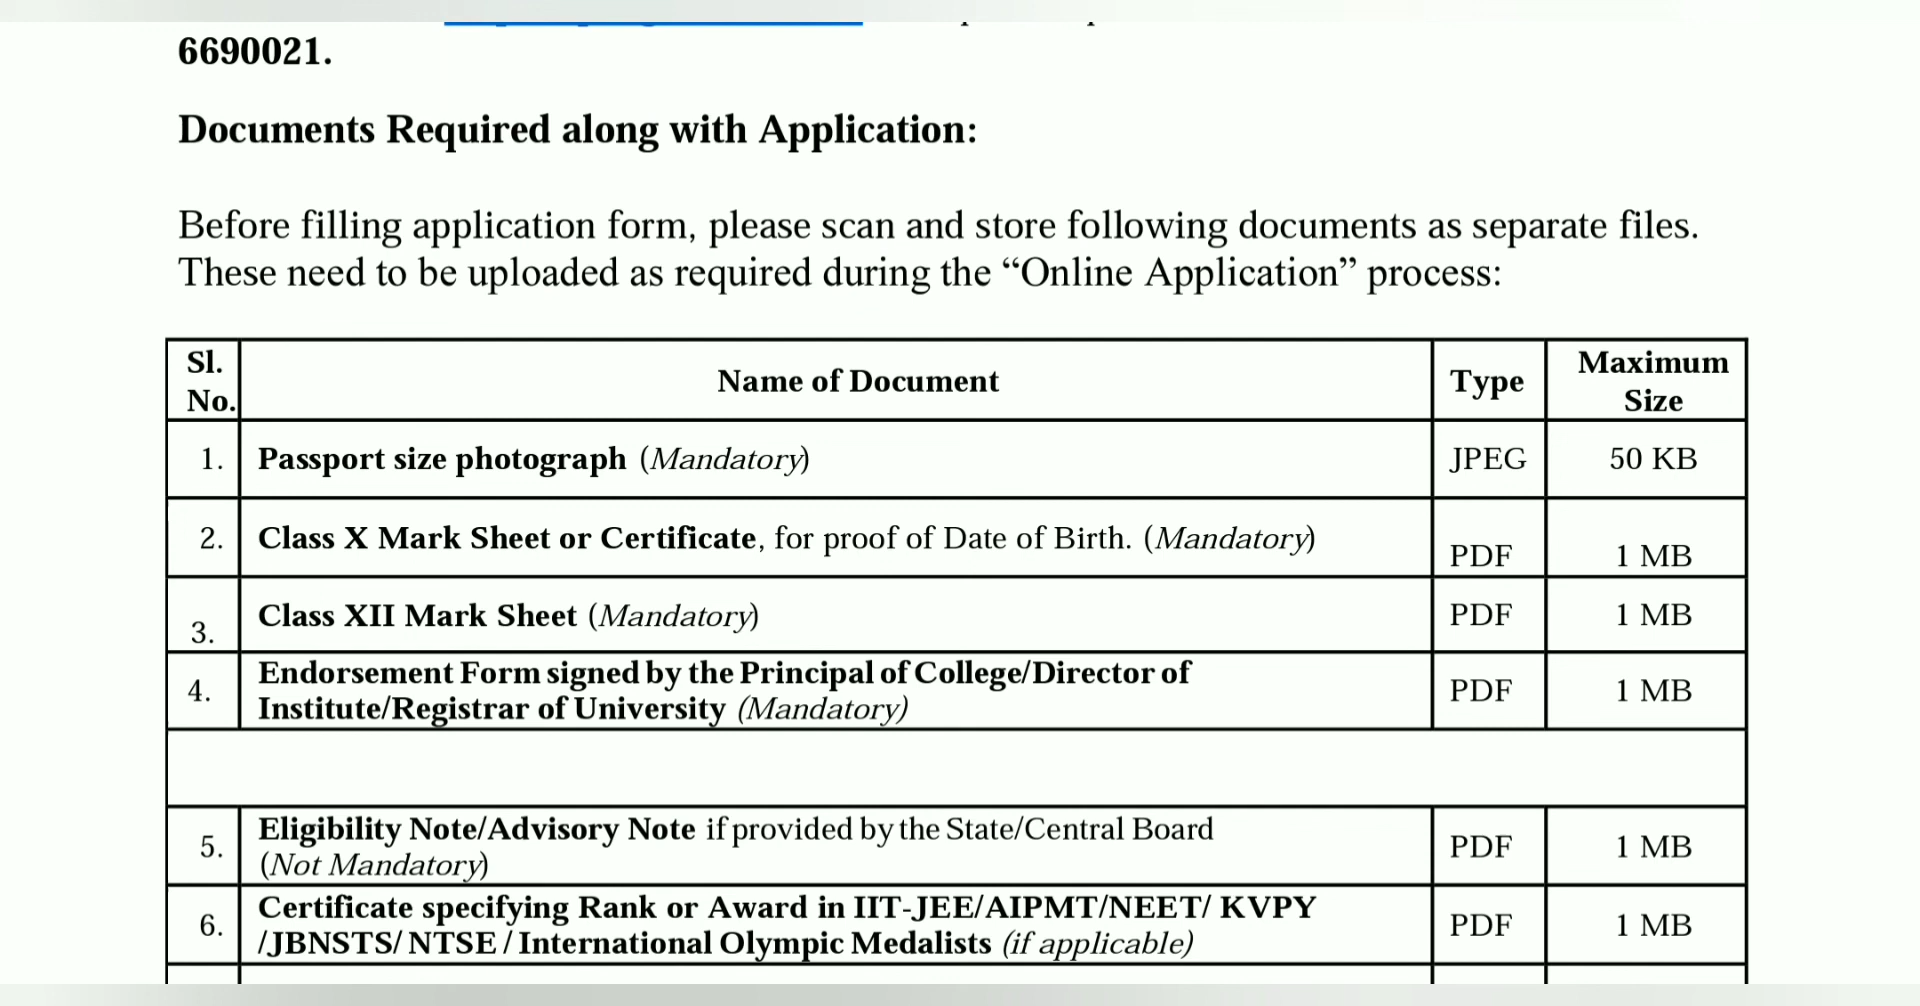 6690021.
Documents Required along with Application:
Before filling application form, please scan and store following documents as separate files.
These need to be uploaded as required during the “Online Application” process:
Sl.
No.
Name of Document
Type
Maximum
Size
1.
Passport size photograph (Mandatory)
JPEG
50 KB
2.
Class X Mark Sheet or Certificate, for proof of Date of Birth. (Mandatory)
PDF
1 MB
3.
Class XII Mark Sheet (Mandatory)
PDF
1 MB
4.
Endorsement Form signed by the Principal of College/Director of
Institute/Registrar of University (Mandatory)
PDF
1 MB
5.
Eligibility Note/Advisory Note if provided by the State/Central Board
(Not Mandatory)
PDF
1 MB
6.
Certificate specifying Rank or Award in IIT-JEE/AIPMT/NEET/ KVPY
/JBNSTS/ NTSE / International Olympic Medalists (if applicable)
PDF
1 MB